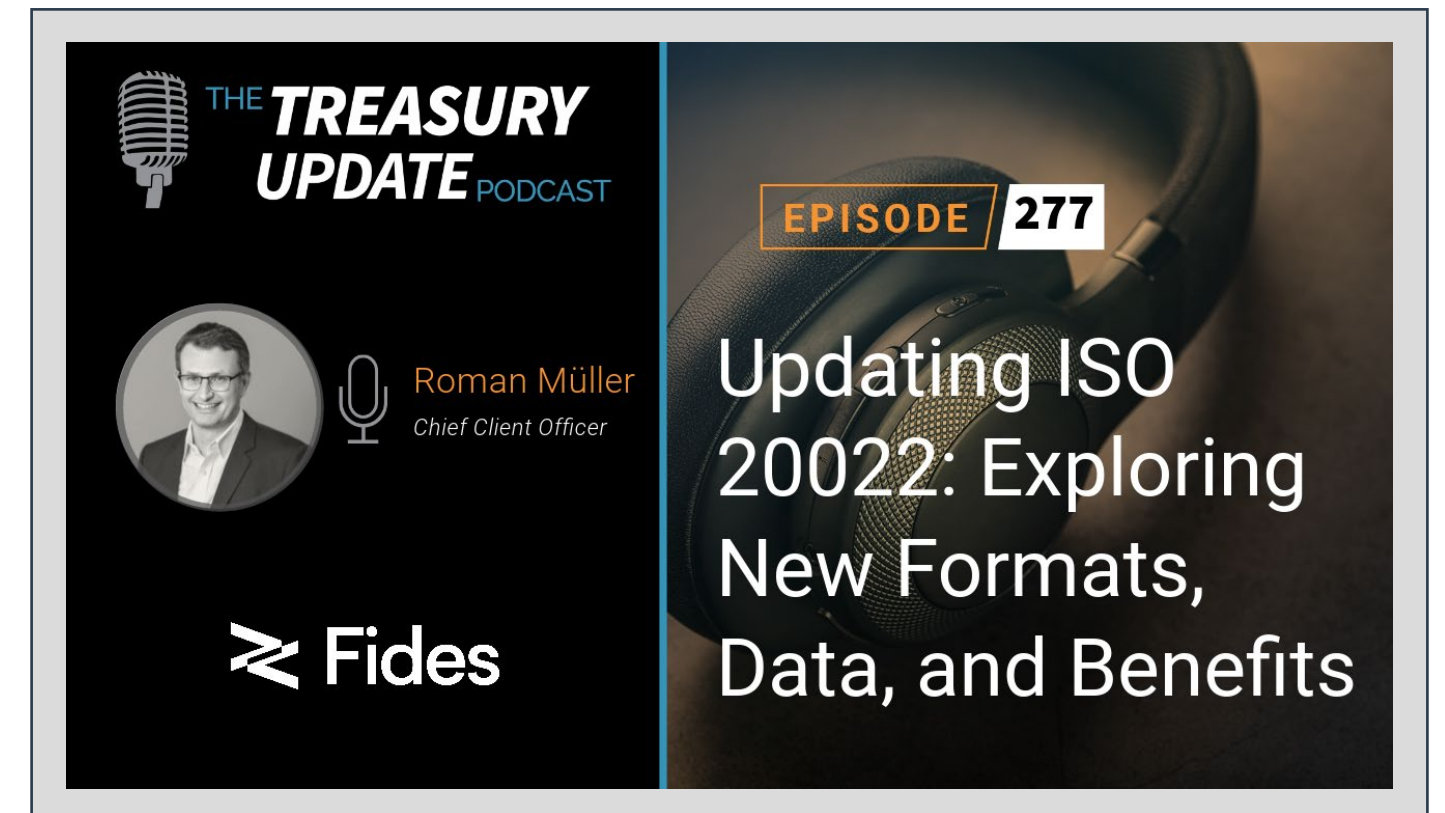 THE TREASURY
UPDATE PODCAST
Roman Müller
Chief Client Officer
Fides
EPISODE 277
Updating ISO
20022: Exploring
New Formats,
Data, and Benefits